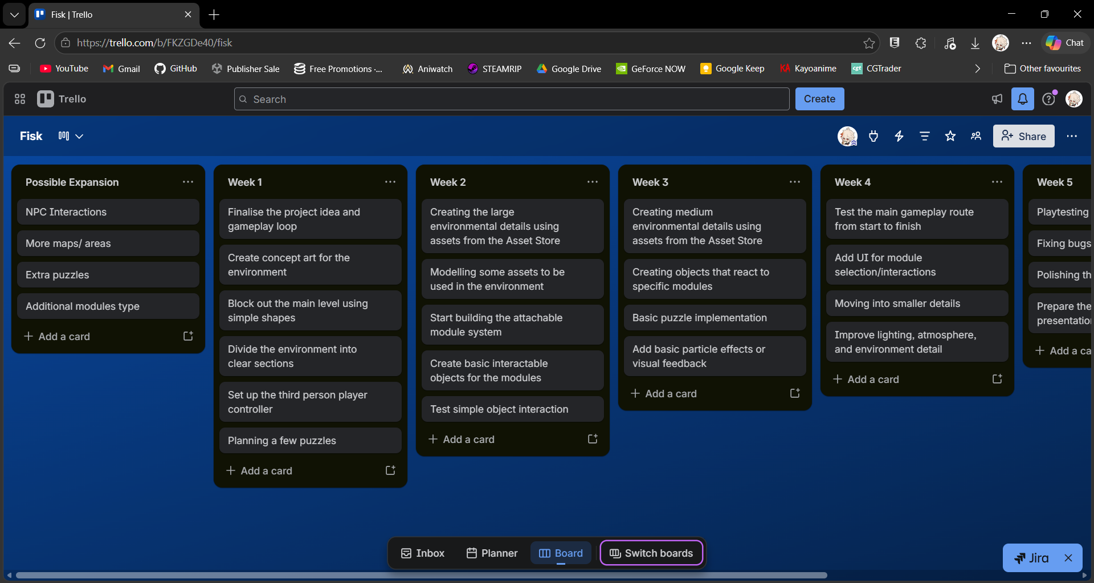 Fisk | Trello
https://trello.com/b/FKZGDe40/fisk
Chat
YouTube
Gmail
GitHub
Publisher Sale
Free Promotions -...
Aniwatch
STEAMRIP
Google Drive
GeForce NOW
Google Keep
Kayoanime
CGTrader
Other favourites
Trello
Search
Create
Fisk
Share
Possible Expansion
NPC Interactions
More maps/ areas
Extra puzzles
Additional modules type
Add a card
Week 1
Finalise the project idea and
gameplay loop
Create concept art for the
environment
Block out the main level using
simple shapes
Divide the environment into
clear sections
Set up the third person player
controller
Planning a few puzzles
Add a card
Week 2
Creating the large
environmental details using
assets from the Asset Store
Modelling some assets to be
used in the environment
Start building the attachable
module system
Create basic interactable
objects for the modules
Test simple object interaction
Add a card
Week 3
Creating medium
environmental details using
assets from the Asset Store
Creating objects that react to
specific modules
Basic puzzle implementation
Add basic particle effects or
visual feedback
Add a card
Week 4
Test the main gameplay route
from start to finish
Add UI for module
selection/interactions
Moving into smaller details
Improve lighting, atmosphere,
and environment detail
Add a card
Week 5
Playtesting
Fixing bugs
Polishing th
Prepare the
presentation
Add a ca
Inbox
Planner
Board
Switch boards
Jira